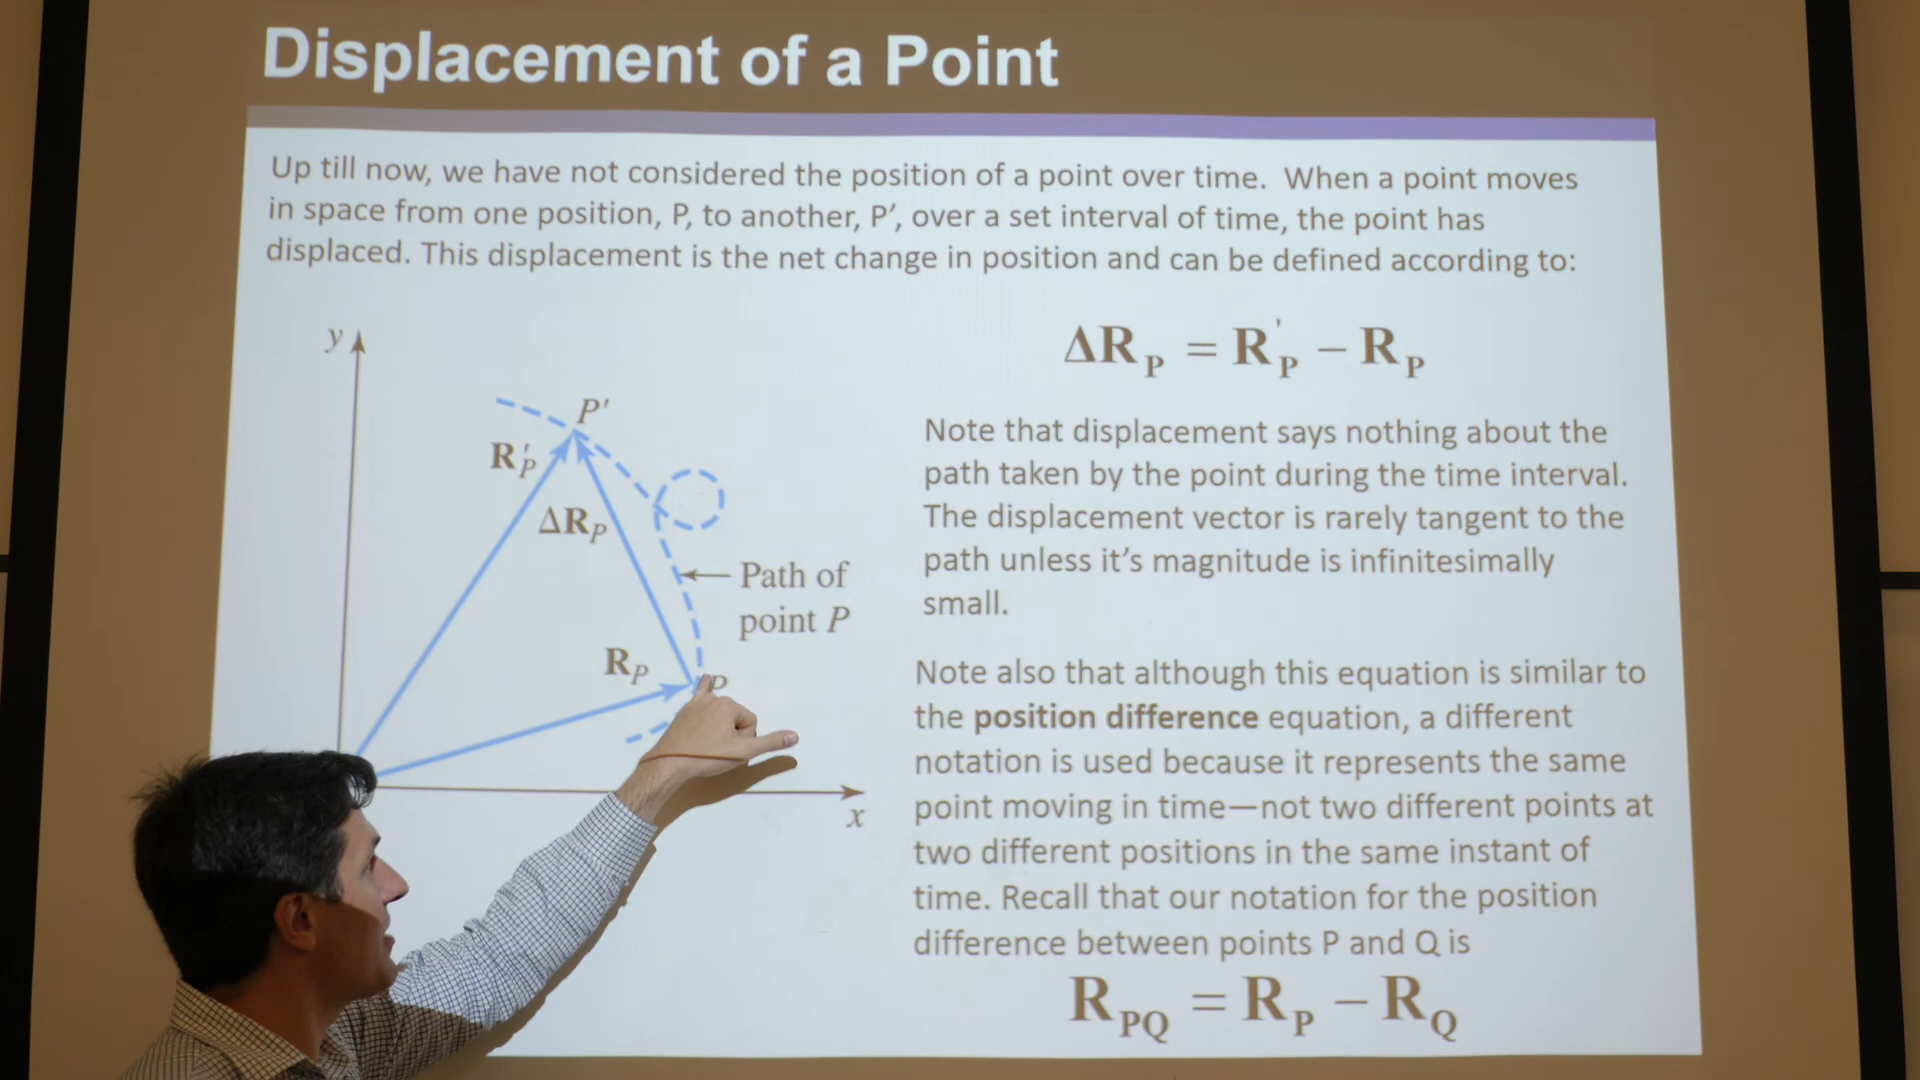 Displacement of a Point
Up till now, we have not considered the position of a point over time. When a point moves
in space from one position, P, to another, P’, over a set interval of time, the point has
displaced. This displacement is the net change in position and can be defined according to:
y
P′
R′P
ΔRP
Path of
point P
RP
P
x
ΔRP = R'P − RP
Note that displacement says nothing about the
path taken by the point during the time interval.
The displacement vector is rarely tangent to the
path unless it’s magnitude is infinitesimally
small.
Note also that although this equation is similar to
the position difference equation, a different
notation is used because it represents the same
point moving in time—not two different points at
two different positions in the same instant of
time. Recall that our notation for the position
difference between points P and Q is
RPQ = RP − RQ